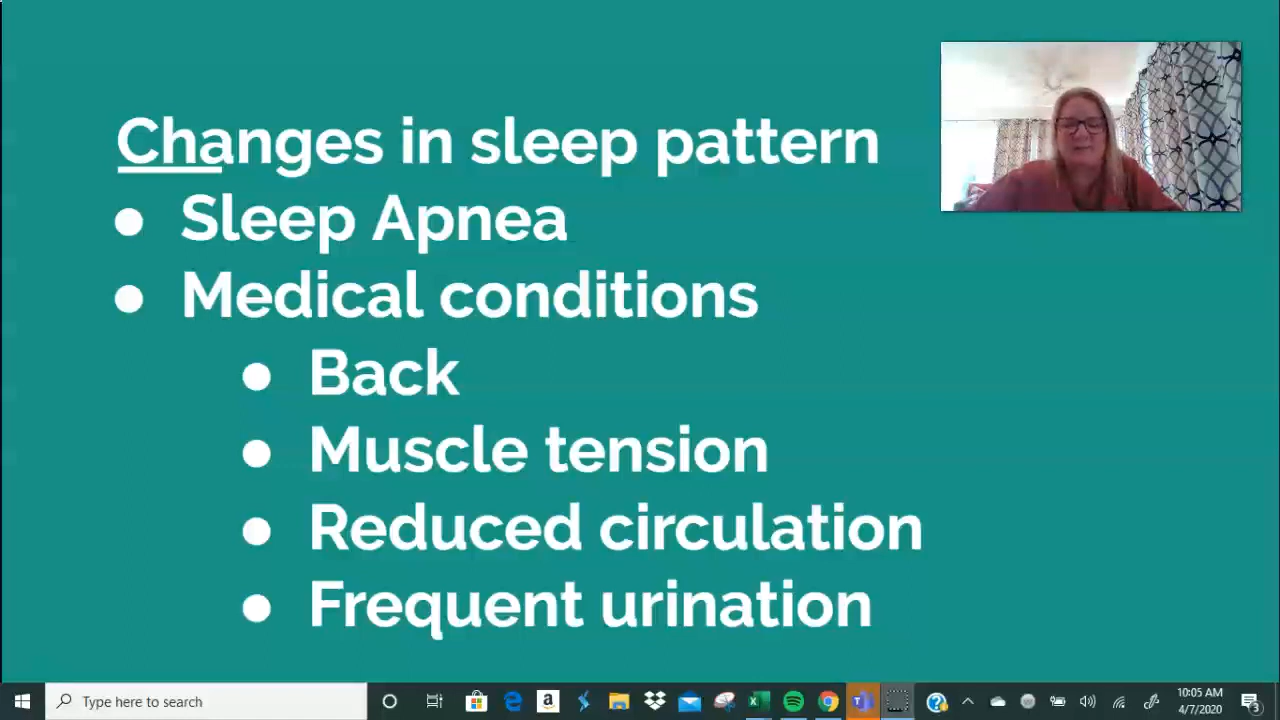 Changes in sleep pattern
● Sleep Apnea
● Medical conditions
● Back
● Muscle tension
● Reduced circulation
● Frequent urination
Type here to search
10:05 AM
4/7/2020
3